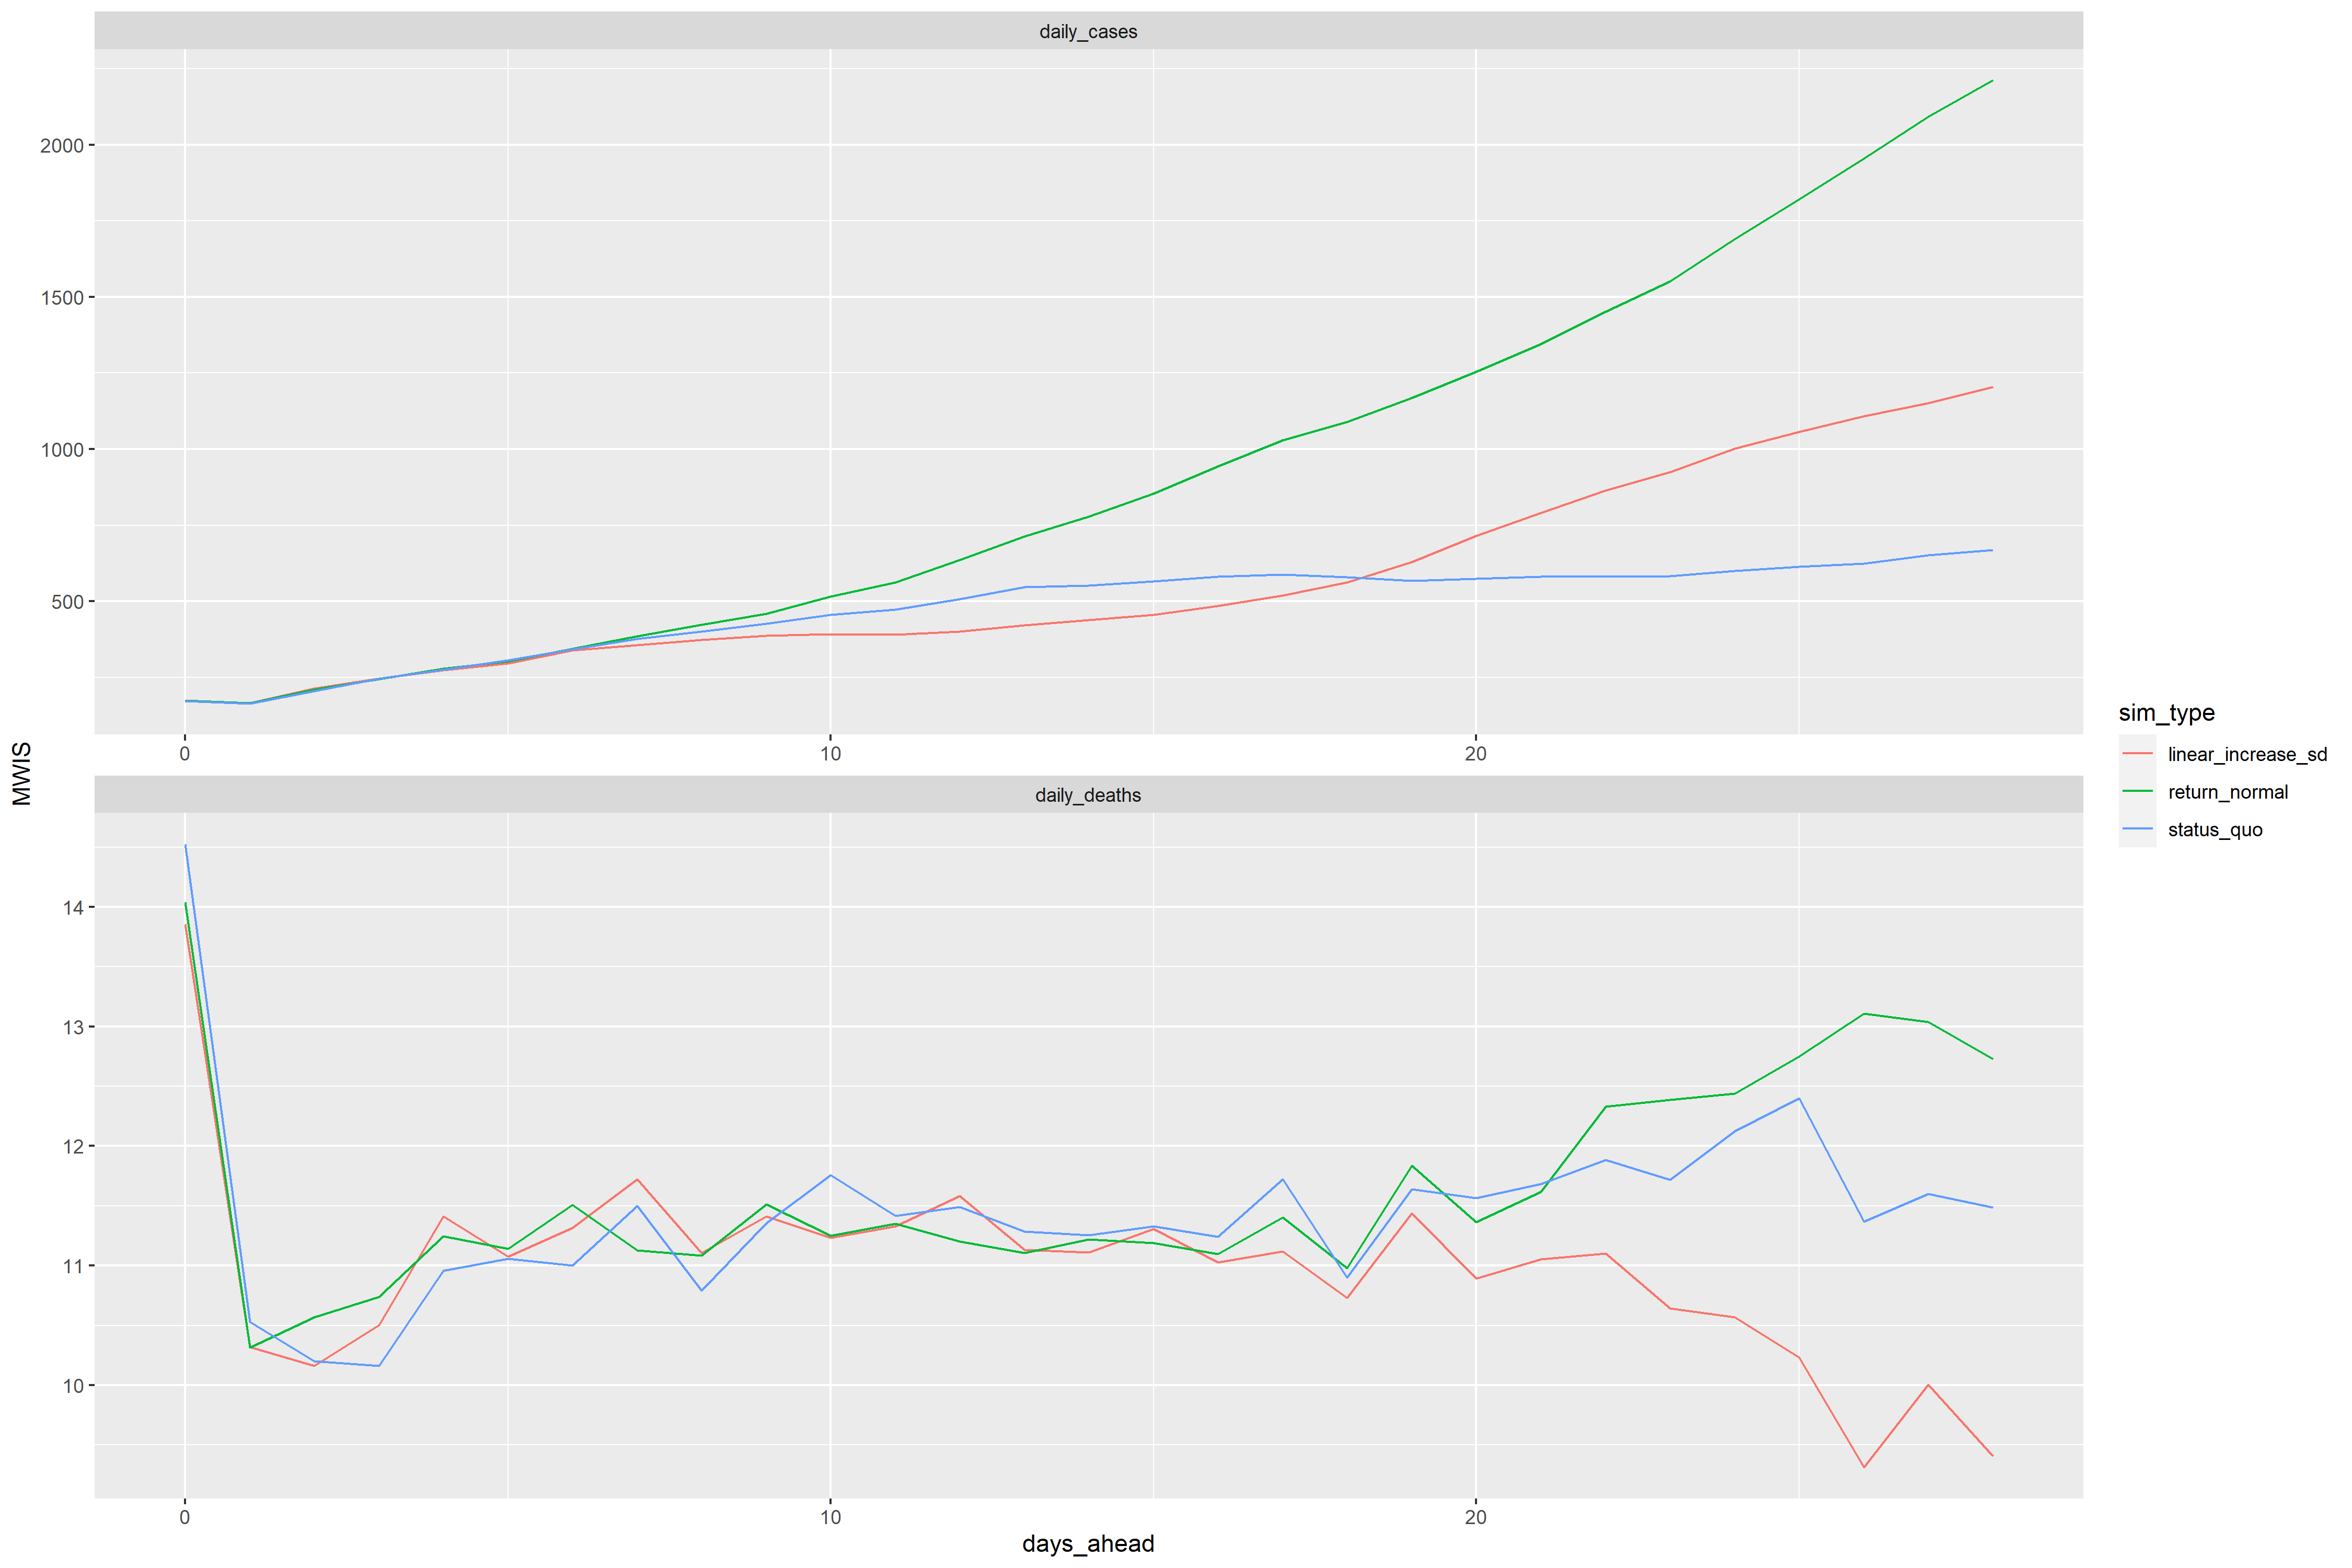 daily_cases
2000
1500
1000
500
0 10 20
MWIS
daily_deaths
14
13
12
11
10
0 10 20
days_ahead
sim_type
linear_increase_sd
return_normal
status_quo